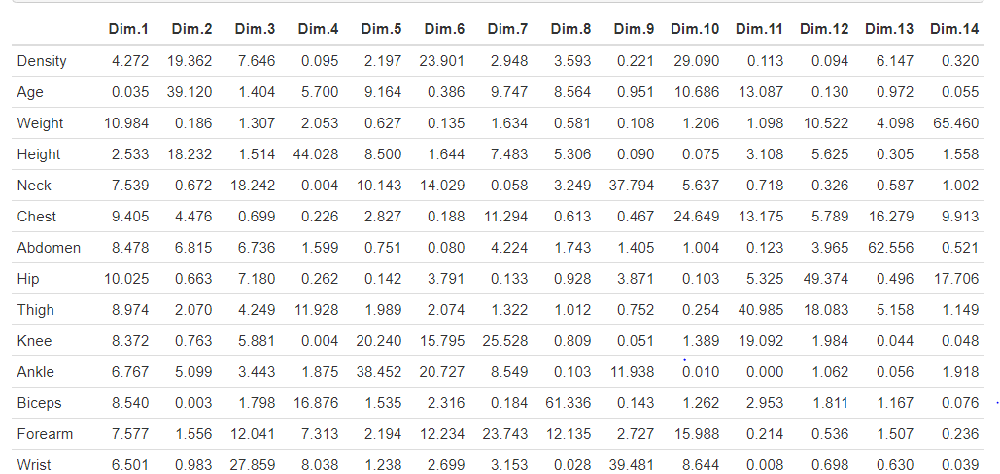 Dim.1 Dim.2 Dim.3 Dim.4 Dim.5 Dim.6 Dim.7 Dim.8 Dim.9 Dim.10 Dim.11 Dim.12 Dim.13 Dim.14
Density 4.272 19.362 7.646 0.095 2.197 23.901 2.948 3.593 0.221 29.090 0.113 0.094 6.147 0.320
Age 0.035 39.120 1.404 5.700 9.164 0.386 9.747 8.564 0.951 10.686 13.087 0.130 0.972 0.055
Weight 10.984 0.186 1.307 2.053 0.627 0.135 1.634 0.581 0.108 1.206 1.098 10.522 4.098 65.460
Height 2.533 18.232 1.514 44.028 8.500 1.644 7.483 5.306 0.090 0.075 3.108 5.625 0.305 1.558
Neck 7.539 0.672 18.242 0.004 10.143 14.029 0.058 3.249 37.794 5.637 0.718 0.326 0.587 1.002
Chest 9.405 4.476 0.699 0.226 2.827 0.188 11.294 0.613 0.467 24.649 13.175 5.789 16.279 9.913
Abdomen 8.478 6.815 6.736 1.599 0.751 0.080 4.224 1.743 1.405 1.004 0.123 3.965 62.556 0.521
Hip 10.025 0.663 7.180 0.262 0.142 3.791 0.133 0.928 3.871 0.103 5.325 49.374 0.496 17.706
Thigh 8.974 2.070 4.249 11.928 1.989 2.074 1.322 1.012 0.752 0.254 40.985 18.083 5.158 1.149
Knee 8.372 0.763 5.881 0.004 20.240 15.795 25.528 0.809 0.051 1.389 19.092 1.984 0.044 0.048
Ankle 6.767 5.099 3.443 1.875 38.452 20.727 8.549 0.103 11.938 0.010 0.000 1.062 0.056 1.918
Biceps 8.540 0.003 1.798 16.876 1.535 2.316 0.184 61.336 0.143 1.262 2.953 1.811 1.167 0.076
Forearm 7.577 1.556 12.041 7.313 2.194 12.234 23.743 12.135 2.727 15.988 0.214 0.536 1.507 0.236
Wrist 6.501 0.983 27.859 8.038 1.238 2.699 3.153 0.028 39.481 8.644 0.008 0.698 0.630 0.039